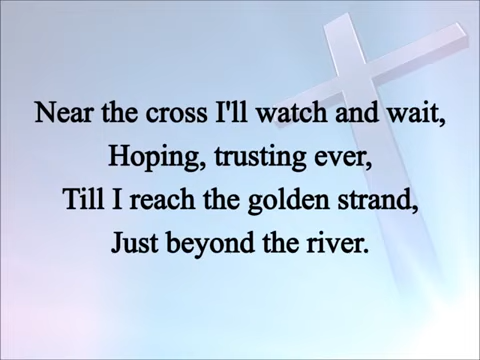 Near the cross I'll watch and wait,
Hoping, trusting ever,
Till I reach the golden strand,
Just beyond the river.